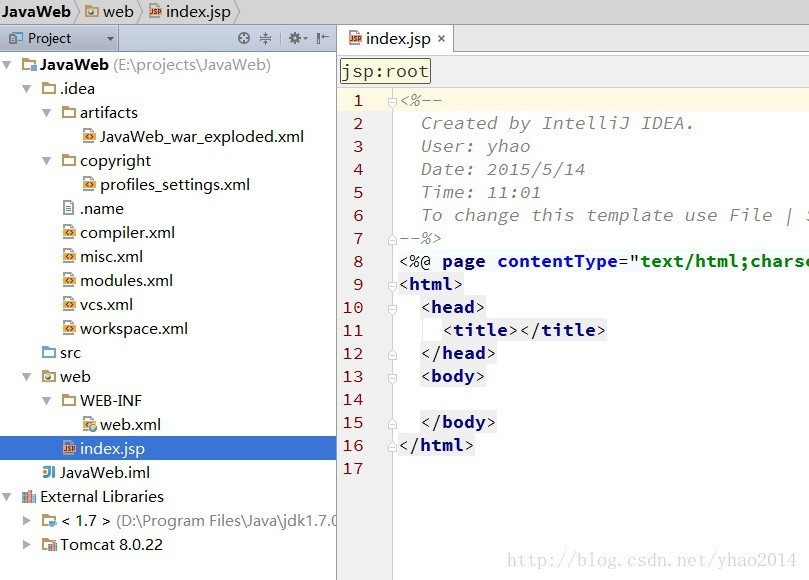 JavaWeb web index.jsp
Project
JavaWeb (E:\projects\JavaWeb)
.idea
artifacts
JavaWeb_war_exploded.xml
copyright
profiles_settings.xml
.name
compiler.xml
misc.xml
modules.xml
vcs.xml
workspace.xml
src
web
WEB-INF
web.xml
index.jsp
JavaWeb.iml
External Libraries
< 1.7 > (D:\Program Files\Java\jdk1.7.0
Tomcat 8.0.22
index.jsp ×
jsp:root
1 <%--
2 Created by IntelliJ IDEA.
3 User: yhao
4 Date: 2015/5/14
5 Time: 11:01
6 To change this template use File | S
7 --%>
8 <%@ page contentType="text/html;charse
9 <html>
10 <head>
11 <title></title>
12 </head>
13 <body>
14
15 </body>
16 </html>
17
http://blog.csdn.net/yhao2014